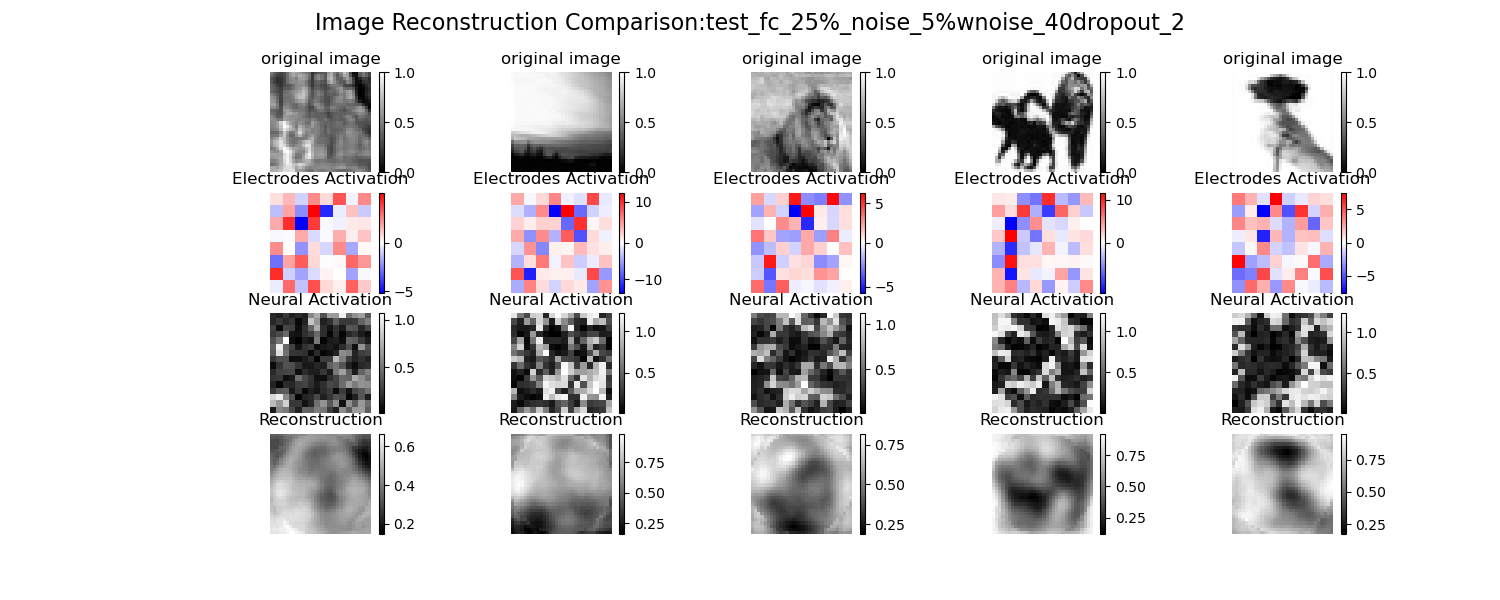 Image Reconstruction Comparison:test_fc_25%_noise_5%wnoise_40dropout_2
original image original image original image original image original image
1.0 1.0 1.0 1.0 1.0
0.5 0.5 0.5 0.5 0.5
0.0 0.0 0.0 0.0 0.0
Electrodes Activation Electrodes Activation Electrodes Activation Electrodes Activation Electrodes Activation
0 −5
10 0 −10
5 0 −5
10 0
5 0 −5
Neural Activation Neural Activation Neural Activation Neural Activation Neural Activation
1.0 1.0 1.0 1.0 1.0
0.5 0.5 0.5 0.5 0.5
Reconstruction Reconstruction Reconstruction Reconstruction Reconstruction
0.6 0.75 0.75 0.75 0.75
0.4 0.50 0.50 0.50 0.50
0.2 0.25 0.25 0.25 0.25